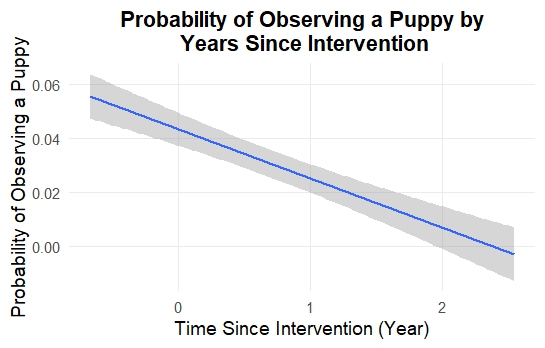 Probability of Observing a Puppy by
Years Since Intervention
Probability of Observing a Puppy
0.06
0.04
0.02
0.00
0
1
2
Time Since Intervention (Year)